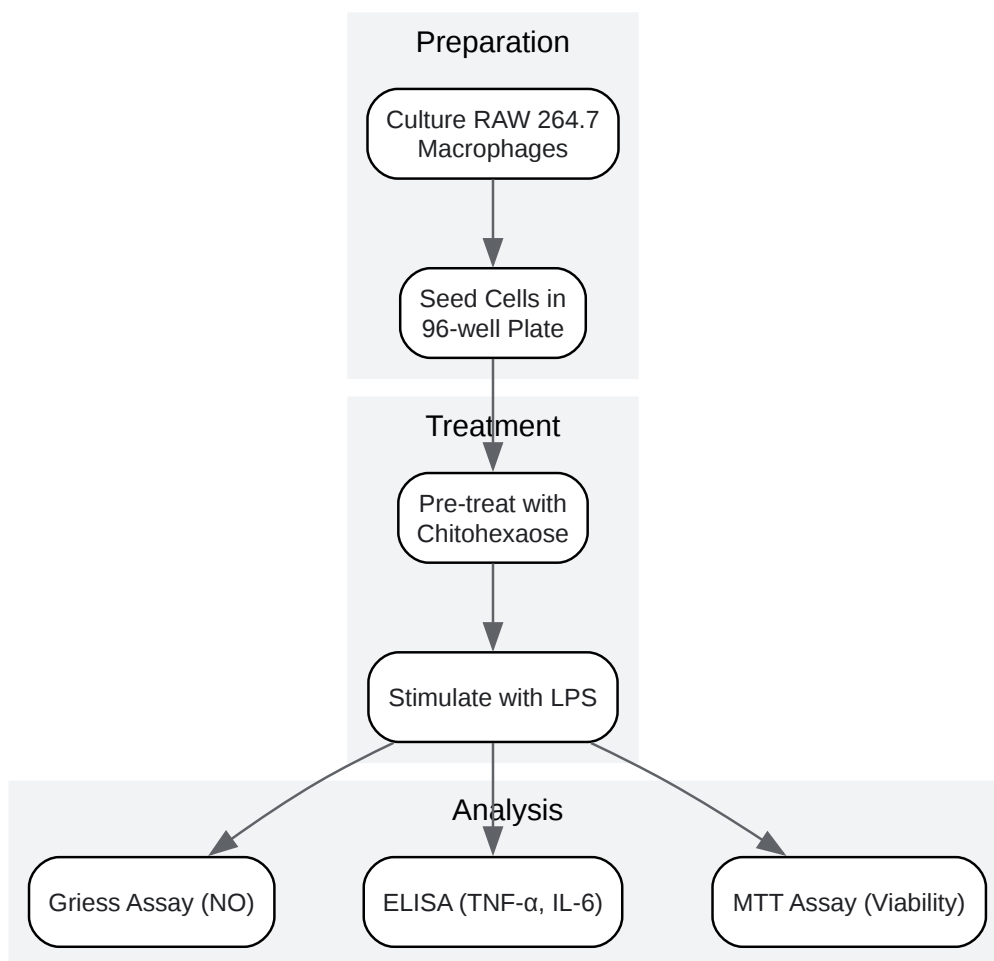 Preparation
Culture RAW 264.7
Macrophages
Seed Cells in
96-well Plate
Treatment
Pre-treat with
Chitohexaose
Stimulate with LPS
Analysis
Griess Assay (NO)
ELISA (TNF-α, IL-6)
MTT Assay (Viability)